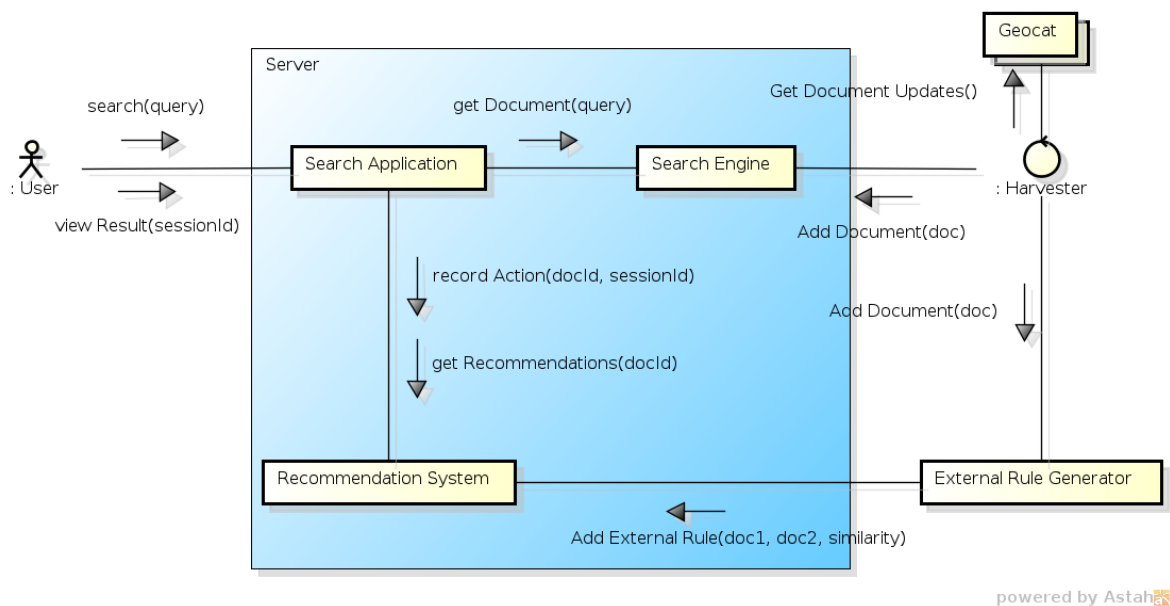 Geocat
Server
Get Document Updates()
search(query)
get Document(query)
Search Application
Search Engine
: User
: Harvester
view Result(sessionId)
Add Document(doc)
record Action(docId, sessionId)
Add Document(doc)
get Recommendations(docId)
Recommendation System
External Rule Generator
Add External Rule(doc1, doc2, similarity)
powered by Astah